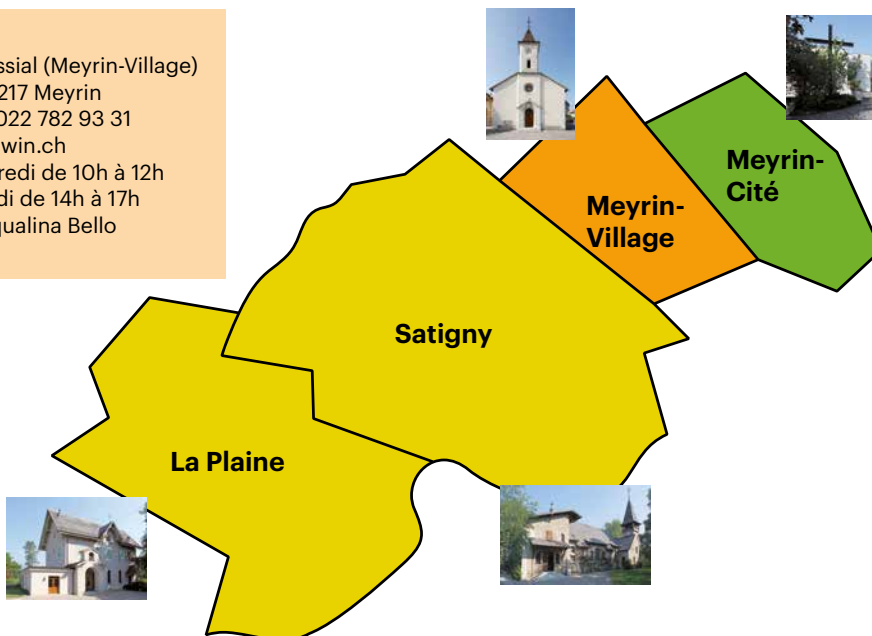 ssial (Meyrin-Village)
217 Meyrin
022 782 93 31
win.ch
redi de 10h à 12h
di de 14h à 17h
qualina Bello
Meyrin-
Cité
Meyrin-
Village
Satigny
La Plaine